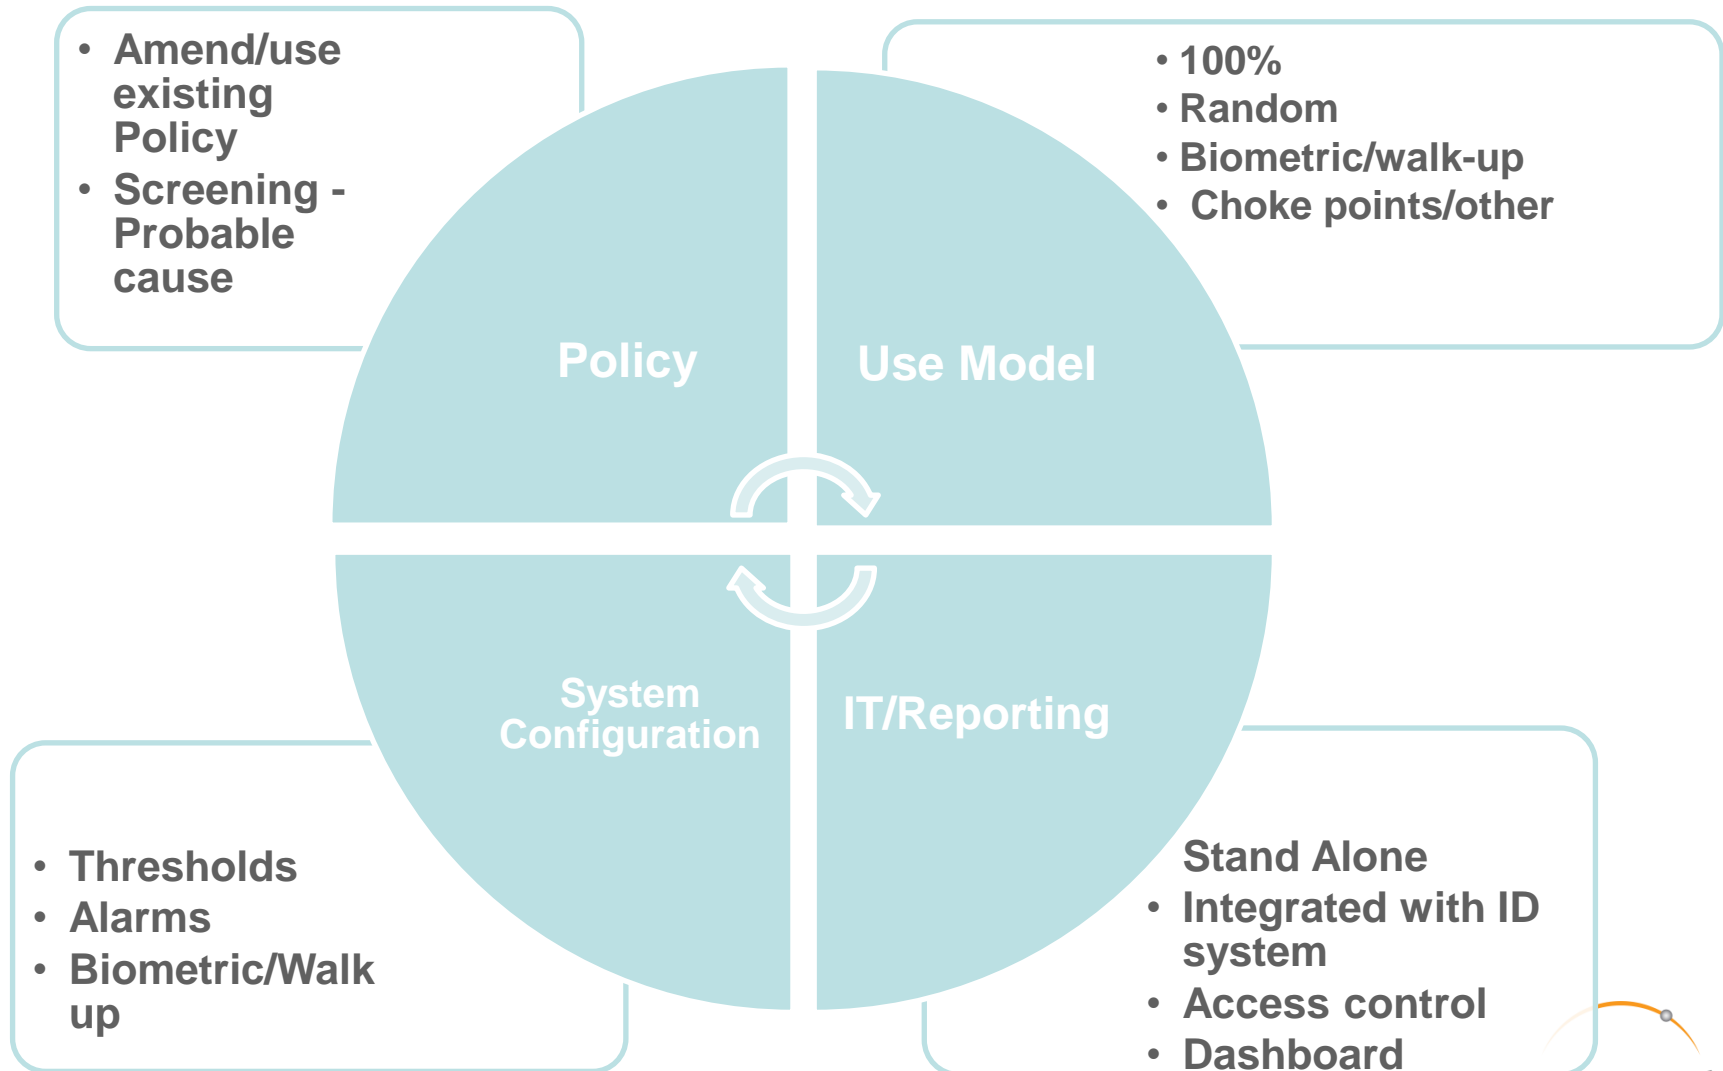 • Amend/use
existing
Policy
• Screening -
Probable
cause
• 100%
• Random
• Biometric/walk-up
• Choke points/other
Policy
Use Model
System
Configuration
IT/Reporting
• Thresholds
• Alarms
• Biometric/Walk
up
Stand Alone
• Integrated with ID
system
• Access control
• Dashboard